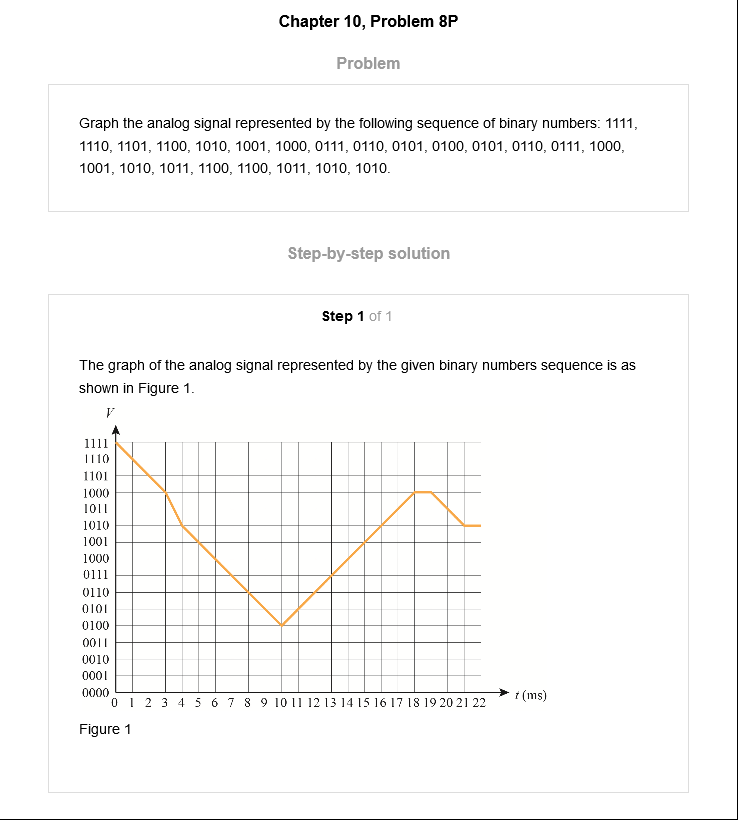 Chapter 10, Problem 8P
Problem
Graph the analog signal represented by the following sequence of binary numbers: 1111,
1110, 1101, 1100, 1010, 1001, 1000, 0111, 0110, 0101, 0100, 0101, 0110, 0111, 1000,
1001, 1010, 1011, 1100, 1100, 1011, 1010, 1010.
Step-by-step solution
Step 1 of 1
The graph of the analog signal represented by the given binary numbers sequence is as
shown in Figure 1.
V
1111
1110
1101
1000
1011
1010
1001
1000
0111
0110
0101
0100
0011
0010
0001
0000
0 1 2 3 4 5 6 7 8 9 10 11 12 13 14 15 16 17 18 19 20 21 22
t (ms)
Figure 1